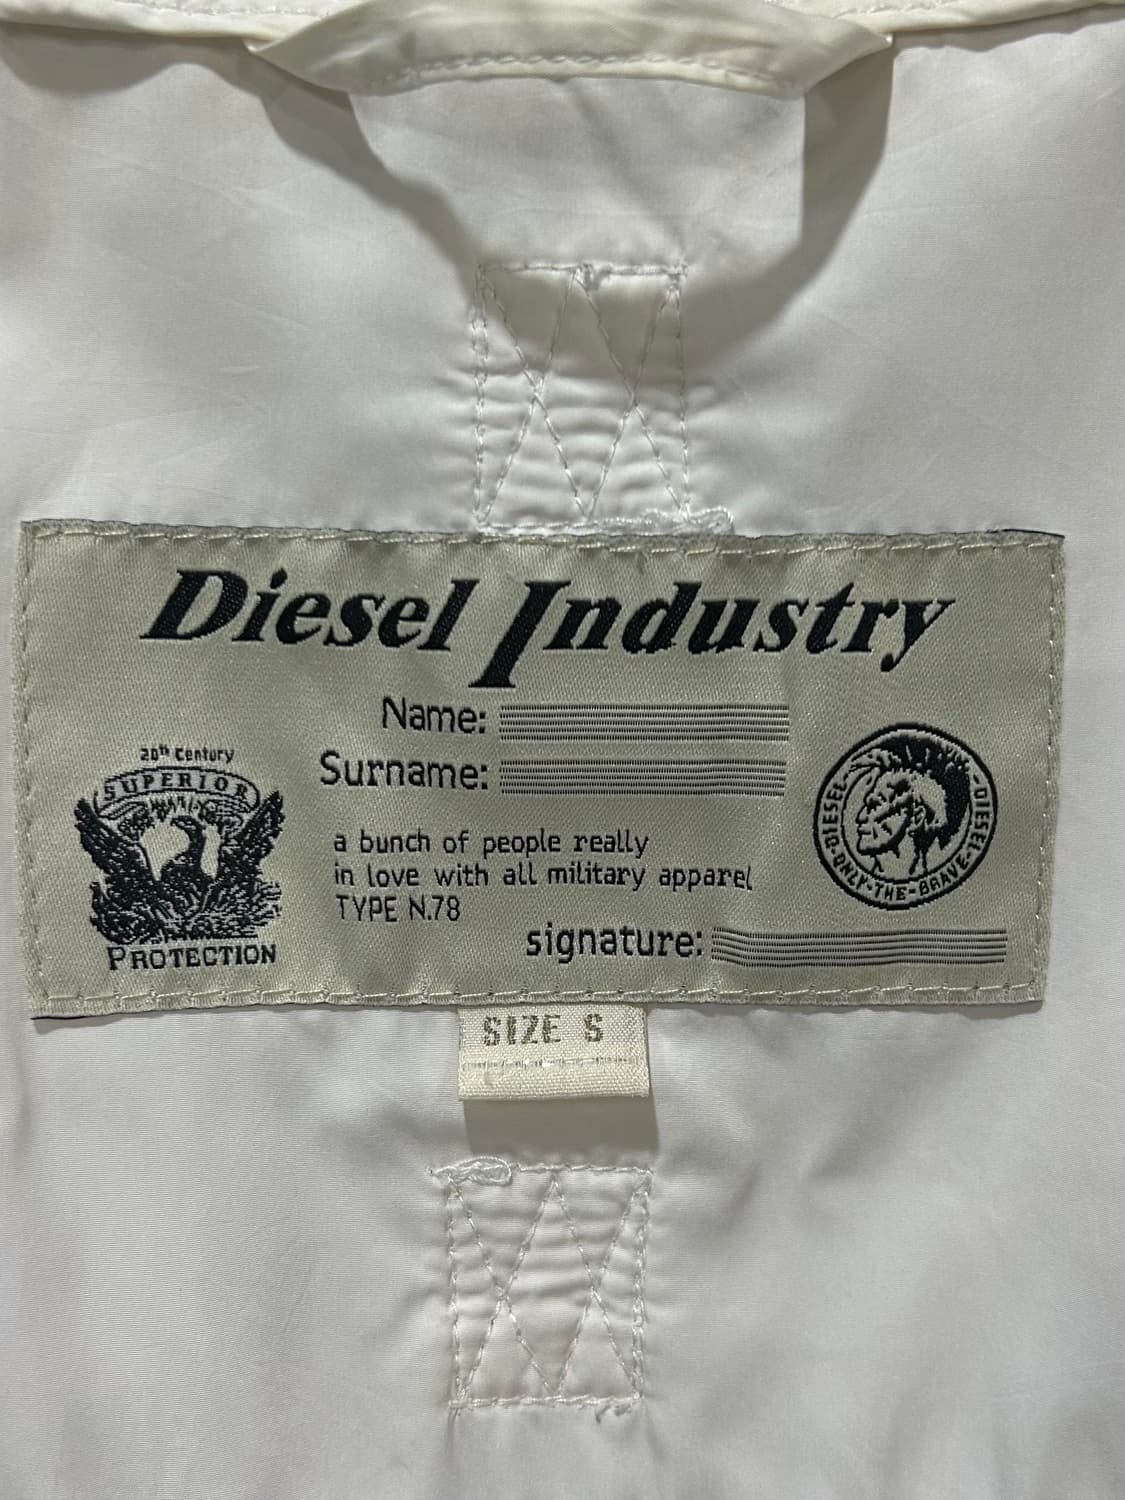 Diesel Industry
Name:
Surname:
20th Century
SUPERIOR
PROTECTION
a bunch of people really
in love with all military apparel
TYPE N.78
signature:
DIESEL-ONLY-THE-BRAVE-DIESEL
SIZE S